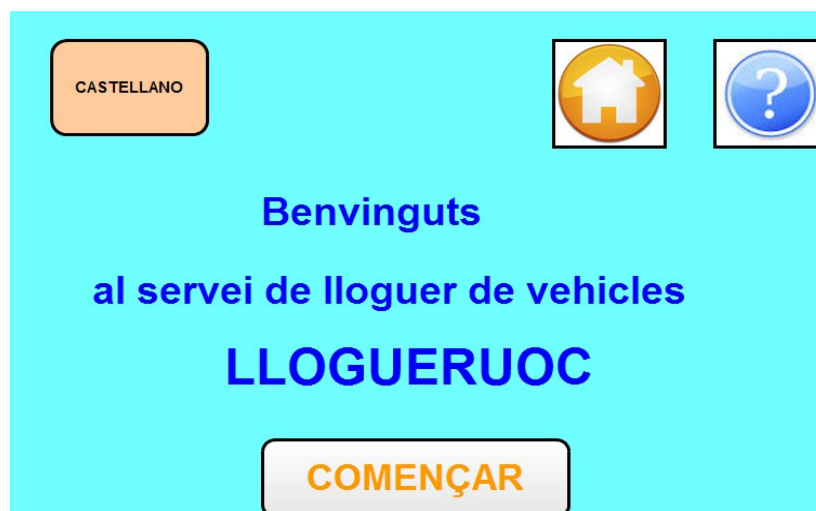 CASTELLANO
?
Benvinguts
al servei de lloguer de vehicles
LLOGUERUOC
COMENÇAR